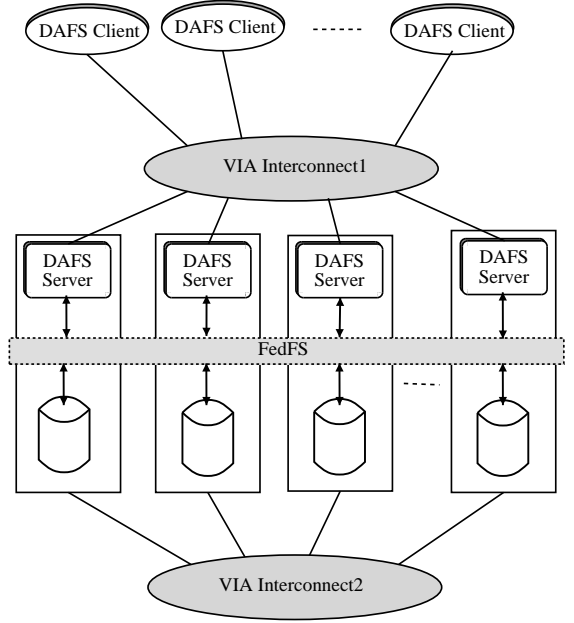 DAFS Client
DAFS Client
DAFS Client
VIA Interconnect1
DAFS
Server
DAFS
Server
DAFS
Server
DAFS
Server
FedFS
VIA Interconnect2